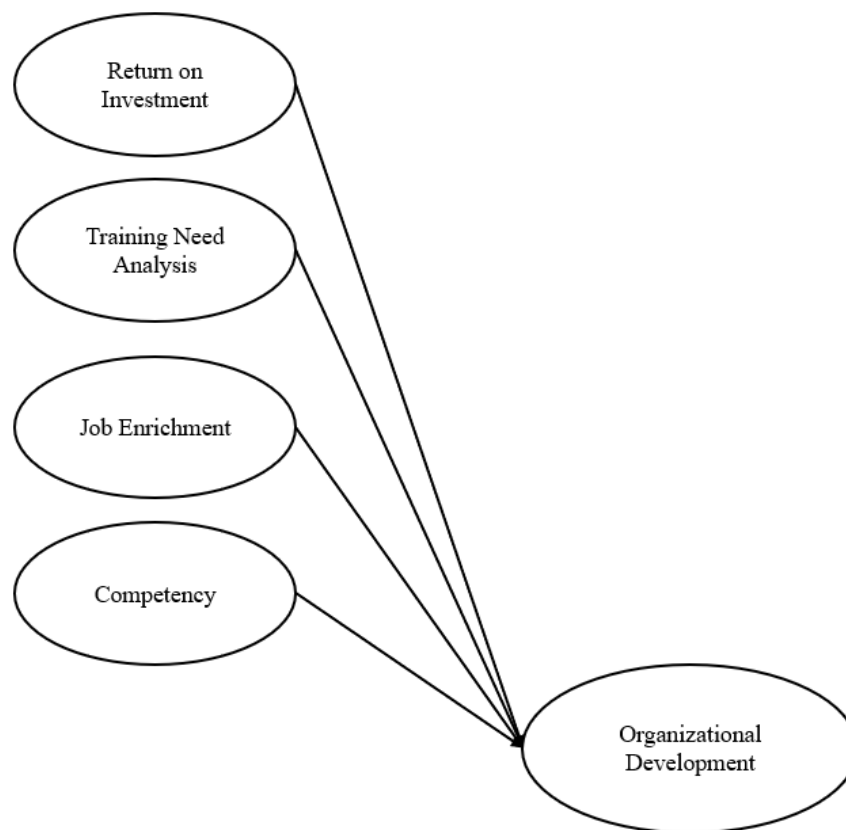 Return on
Investment
Training Need
Analysis
Job Enrichment
Competency
Organizational
Development